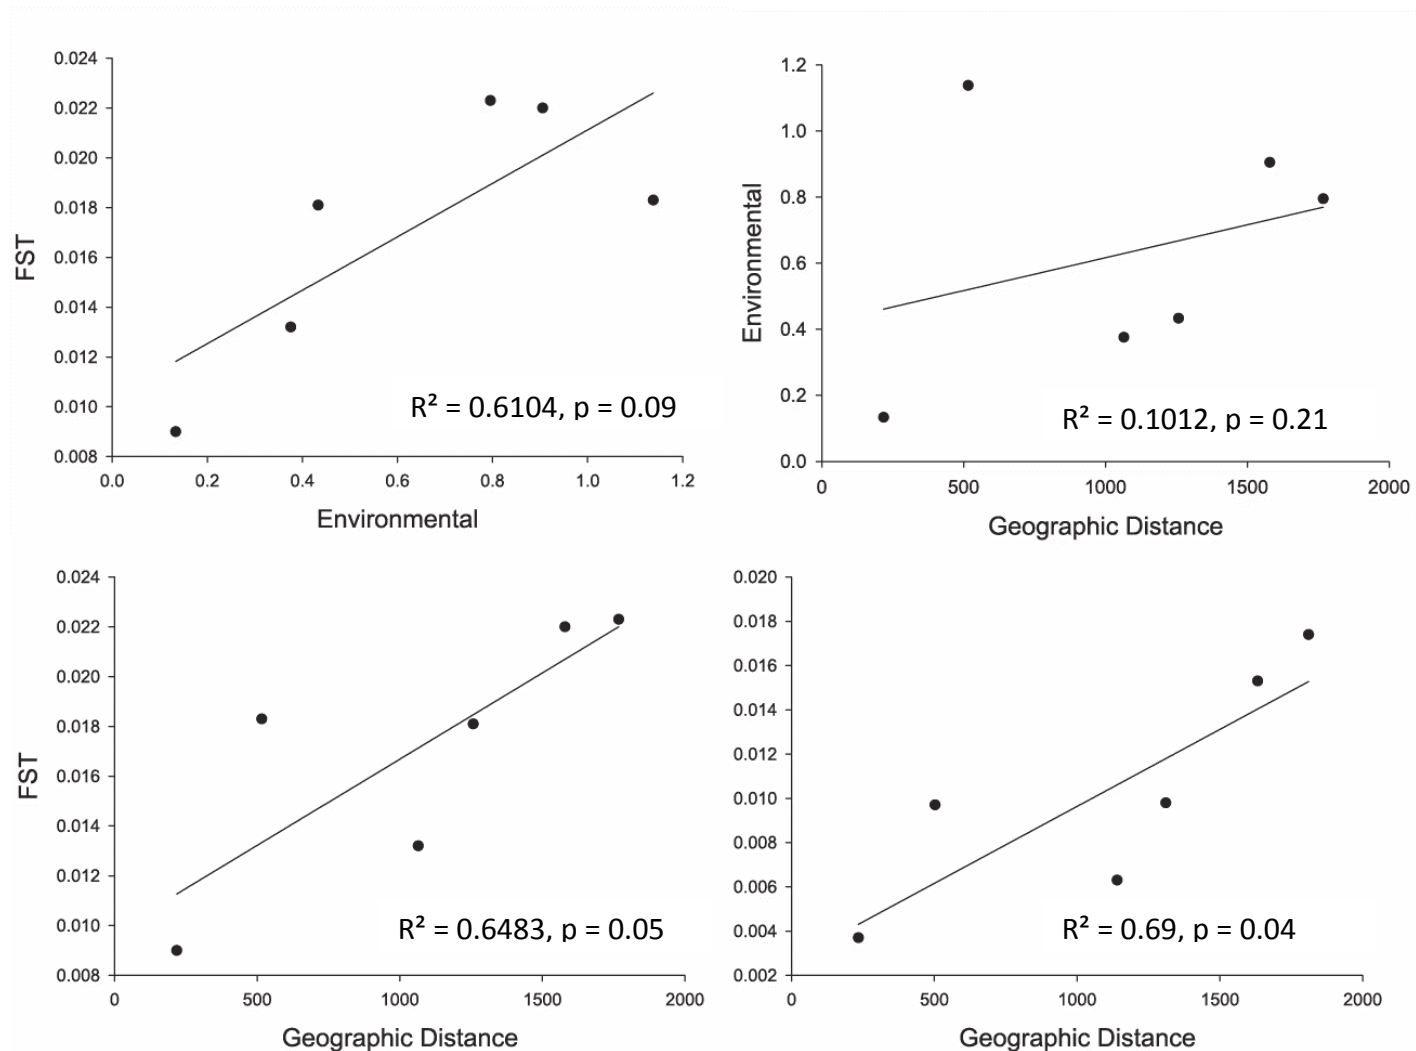 0.024
0.022
0.020
0.018
0.016
0.014
0.012
0.010
0.008
FST
0.0 0.2 0.4 0.6 0.8 1.0 1.2
Environmental
R² = 0.6104, p = 0.09
1.2
1.0
0.8
0.6
0.4
0.2
0.0
Environmental
0 500 1000 1500 2000
Geographic Distance
R² = 0.1012, p = 0.21
0.024
0.022
0.020
0.018
0.016
0.014
0.012
0.010
0.008
FST
0 500 1000 1500 2000
Geographic Distance
R² = 0.6483, p = 0.05
0.020
0.018
0.016
0.014
0.012
0.010
0.008
0.006
0.004
0.002
0 500 1000 1500 2000
Geographic Distance
R² = 0.69, p = 0.04